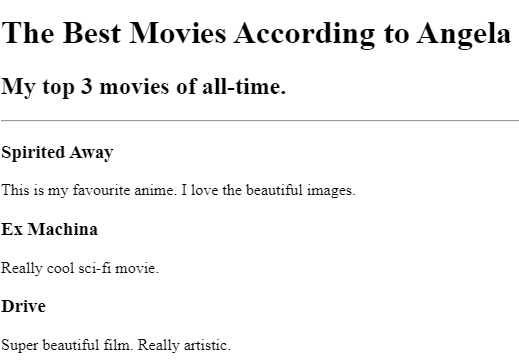 The Best Movies According to Angela
My top 3 movies of all-time.
Spirited Away
This is my favourite anime. I love the beautiful images.
Ex Machina
Really cool sci-fi movie.
Drive
Super beautiful film. Really artistic.